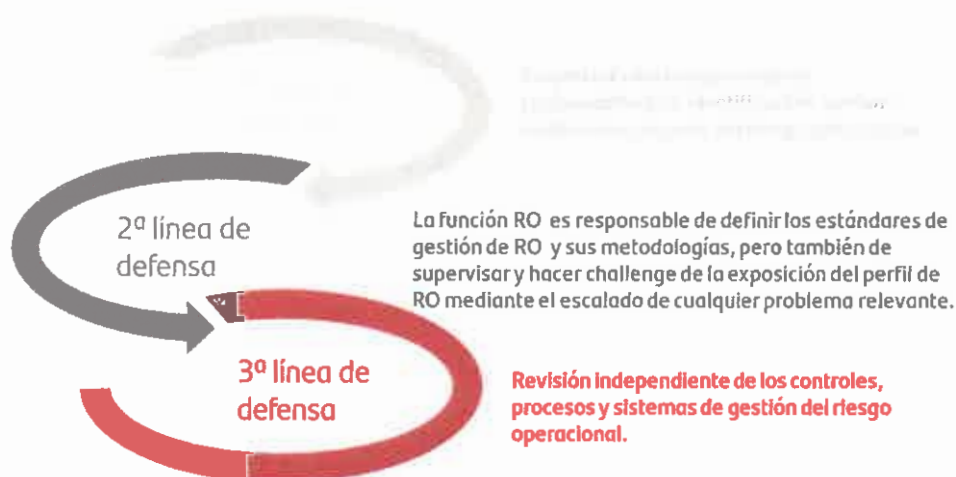 2ª línea de
defensa
La función RO es responsable de definir los estándares de
gestión de RO y sus metodologías, pero también de
supervisar y hacer challenge de la exposición del perfil de
RO mediante el escalado de cualquier problema relevante.
3ª línea de
defensa
Revisión independiente de los controles,
procesos y sistemas de gestión del riesgo
operacional.